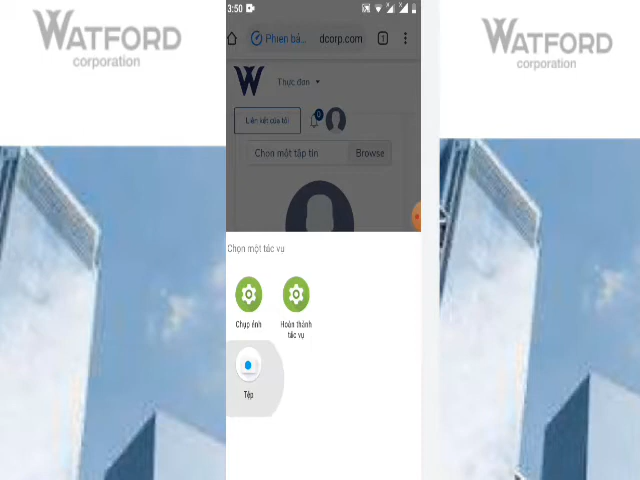 WATFORD
corporation
3:50
Phiên bả... dcorp.com 1
W Thực đơn
Liên kết của tôi 0
Chọn một tập tin Browse
Chọn một tác vụ
Chụp ảnh
Hoàn thành tác vụ
Tệp
WATFORD
corporation